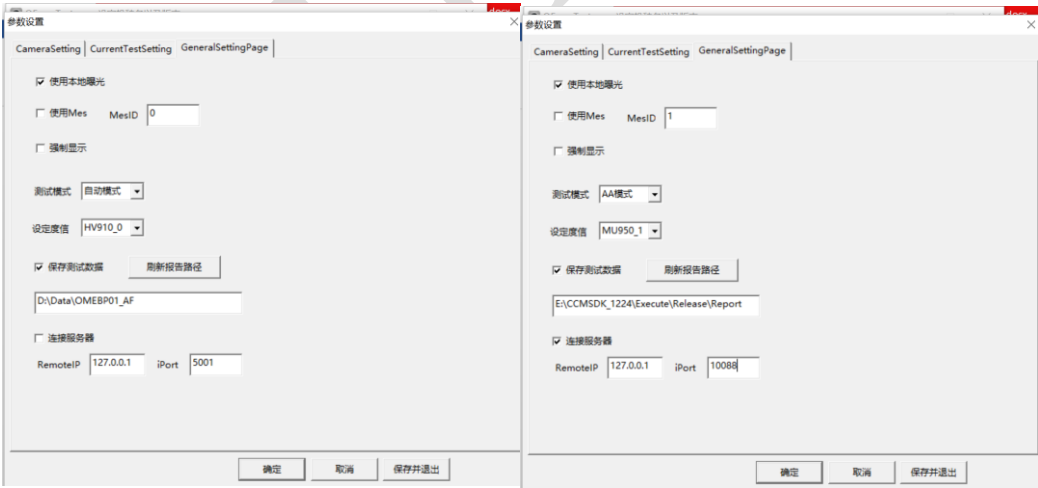 参数设置
CameraSetting CurrentTestSetting GeneralSettingPage
使用本地曝光
使用Mes MesID 0
强制显示
测试模式 自动模式
设定度信 HV910_0
保存测试数据 刷新报告路径
D:\Data\OMEBP01_AF
连接服务器
RemoteIP 127.0.0.1 iPort 5001
确定 取消 保存并退出
docx
参数设置
CameraSetting CurrentTestSetting GeneralSettingPage
使用本地曝光
使用Mes MesID 1
强制显示
测试模式 AA模式
设定度信 MU950_1
保存测试数据 刷新报告路径
E:\CCMSDK_1224\Execute\Release\Report
连接服务器
RemoteIP 127.0.0.1 iPort 10088
确定 取消 保存并退出